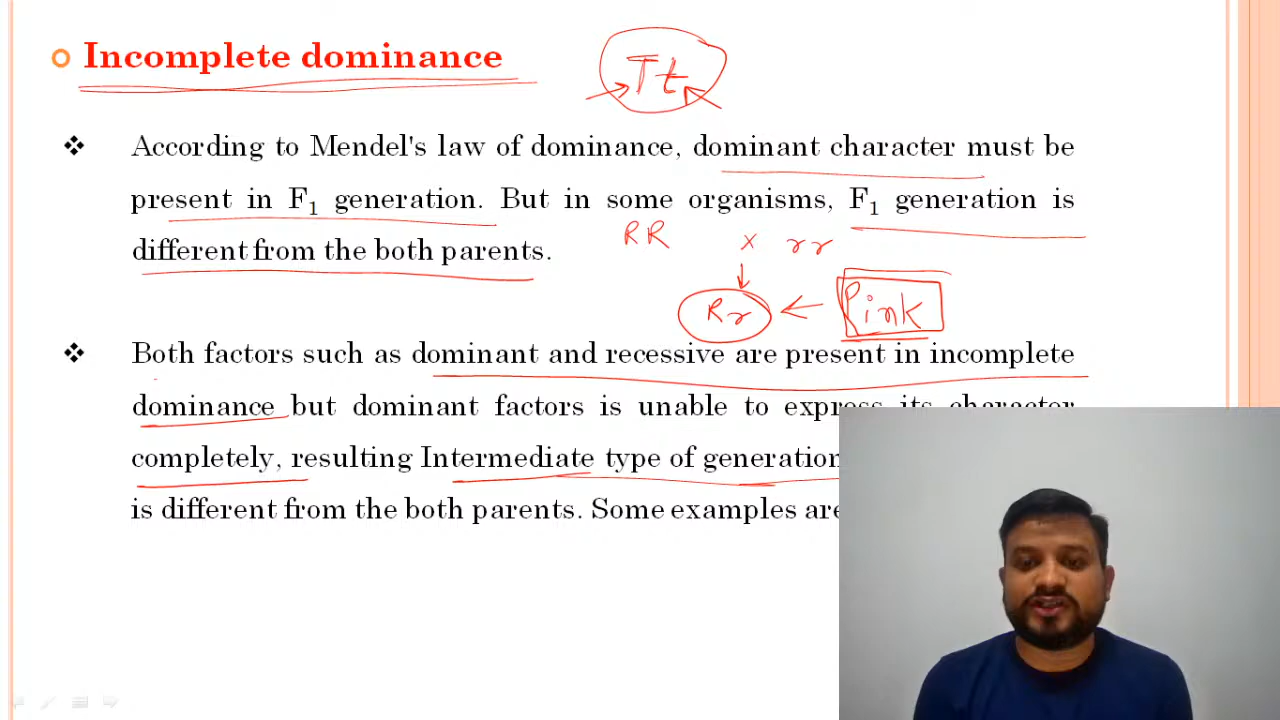 Incomplete dominance
Tt
According to Mendel's law of dominance, dominant character must be
present in F1 generation. But in some organisms, F1 generation is
different from the both parents.
RR x rr
Rr ← Pink
Both factors such as dominant and recessive are present in incomplete
dominance but dominant factors is unable to express its character
completely, resulting Intermediate type of generation
is different from the both parents. Some examples are